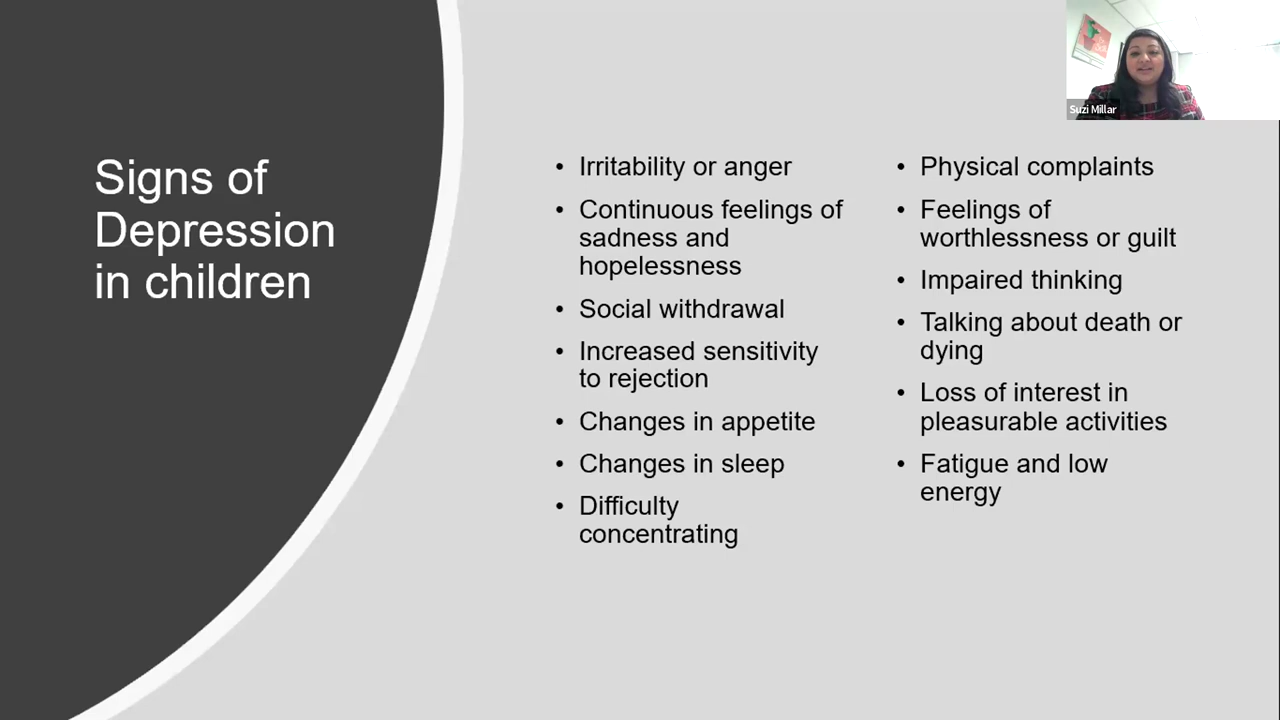 Signs of
Depression
in children
• Irritability or anger
• Continuous feelings of
sadness and
hopelessness
• Social withdrawal
• Increased sensitivity
to rejection
• Changes in appetite
• Changes in sleep
• Difficulty
concentrating
• Physical complaints
• Feelings of
worthlessness or guilt
• Impaired thinking
• Talking about death or
dying
• Loss of interest in
pleasurable activities
• Fatigue and low
energy
Suzi Millar